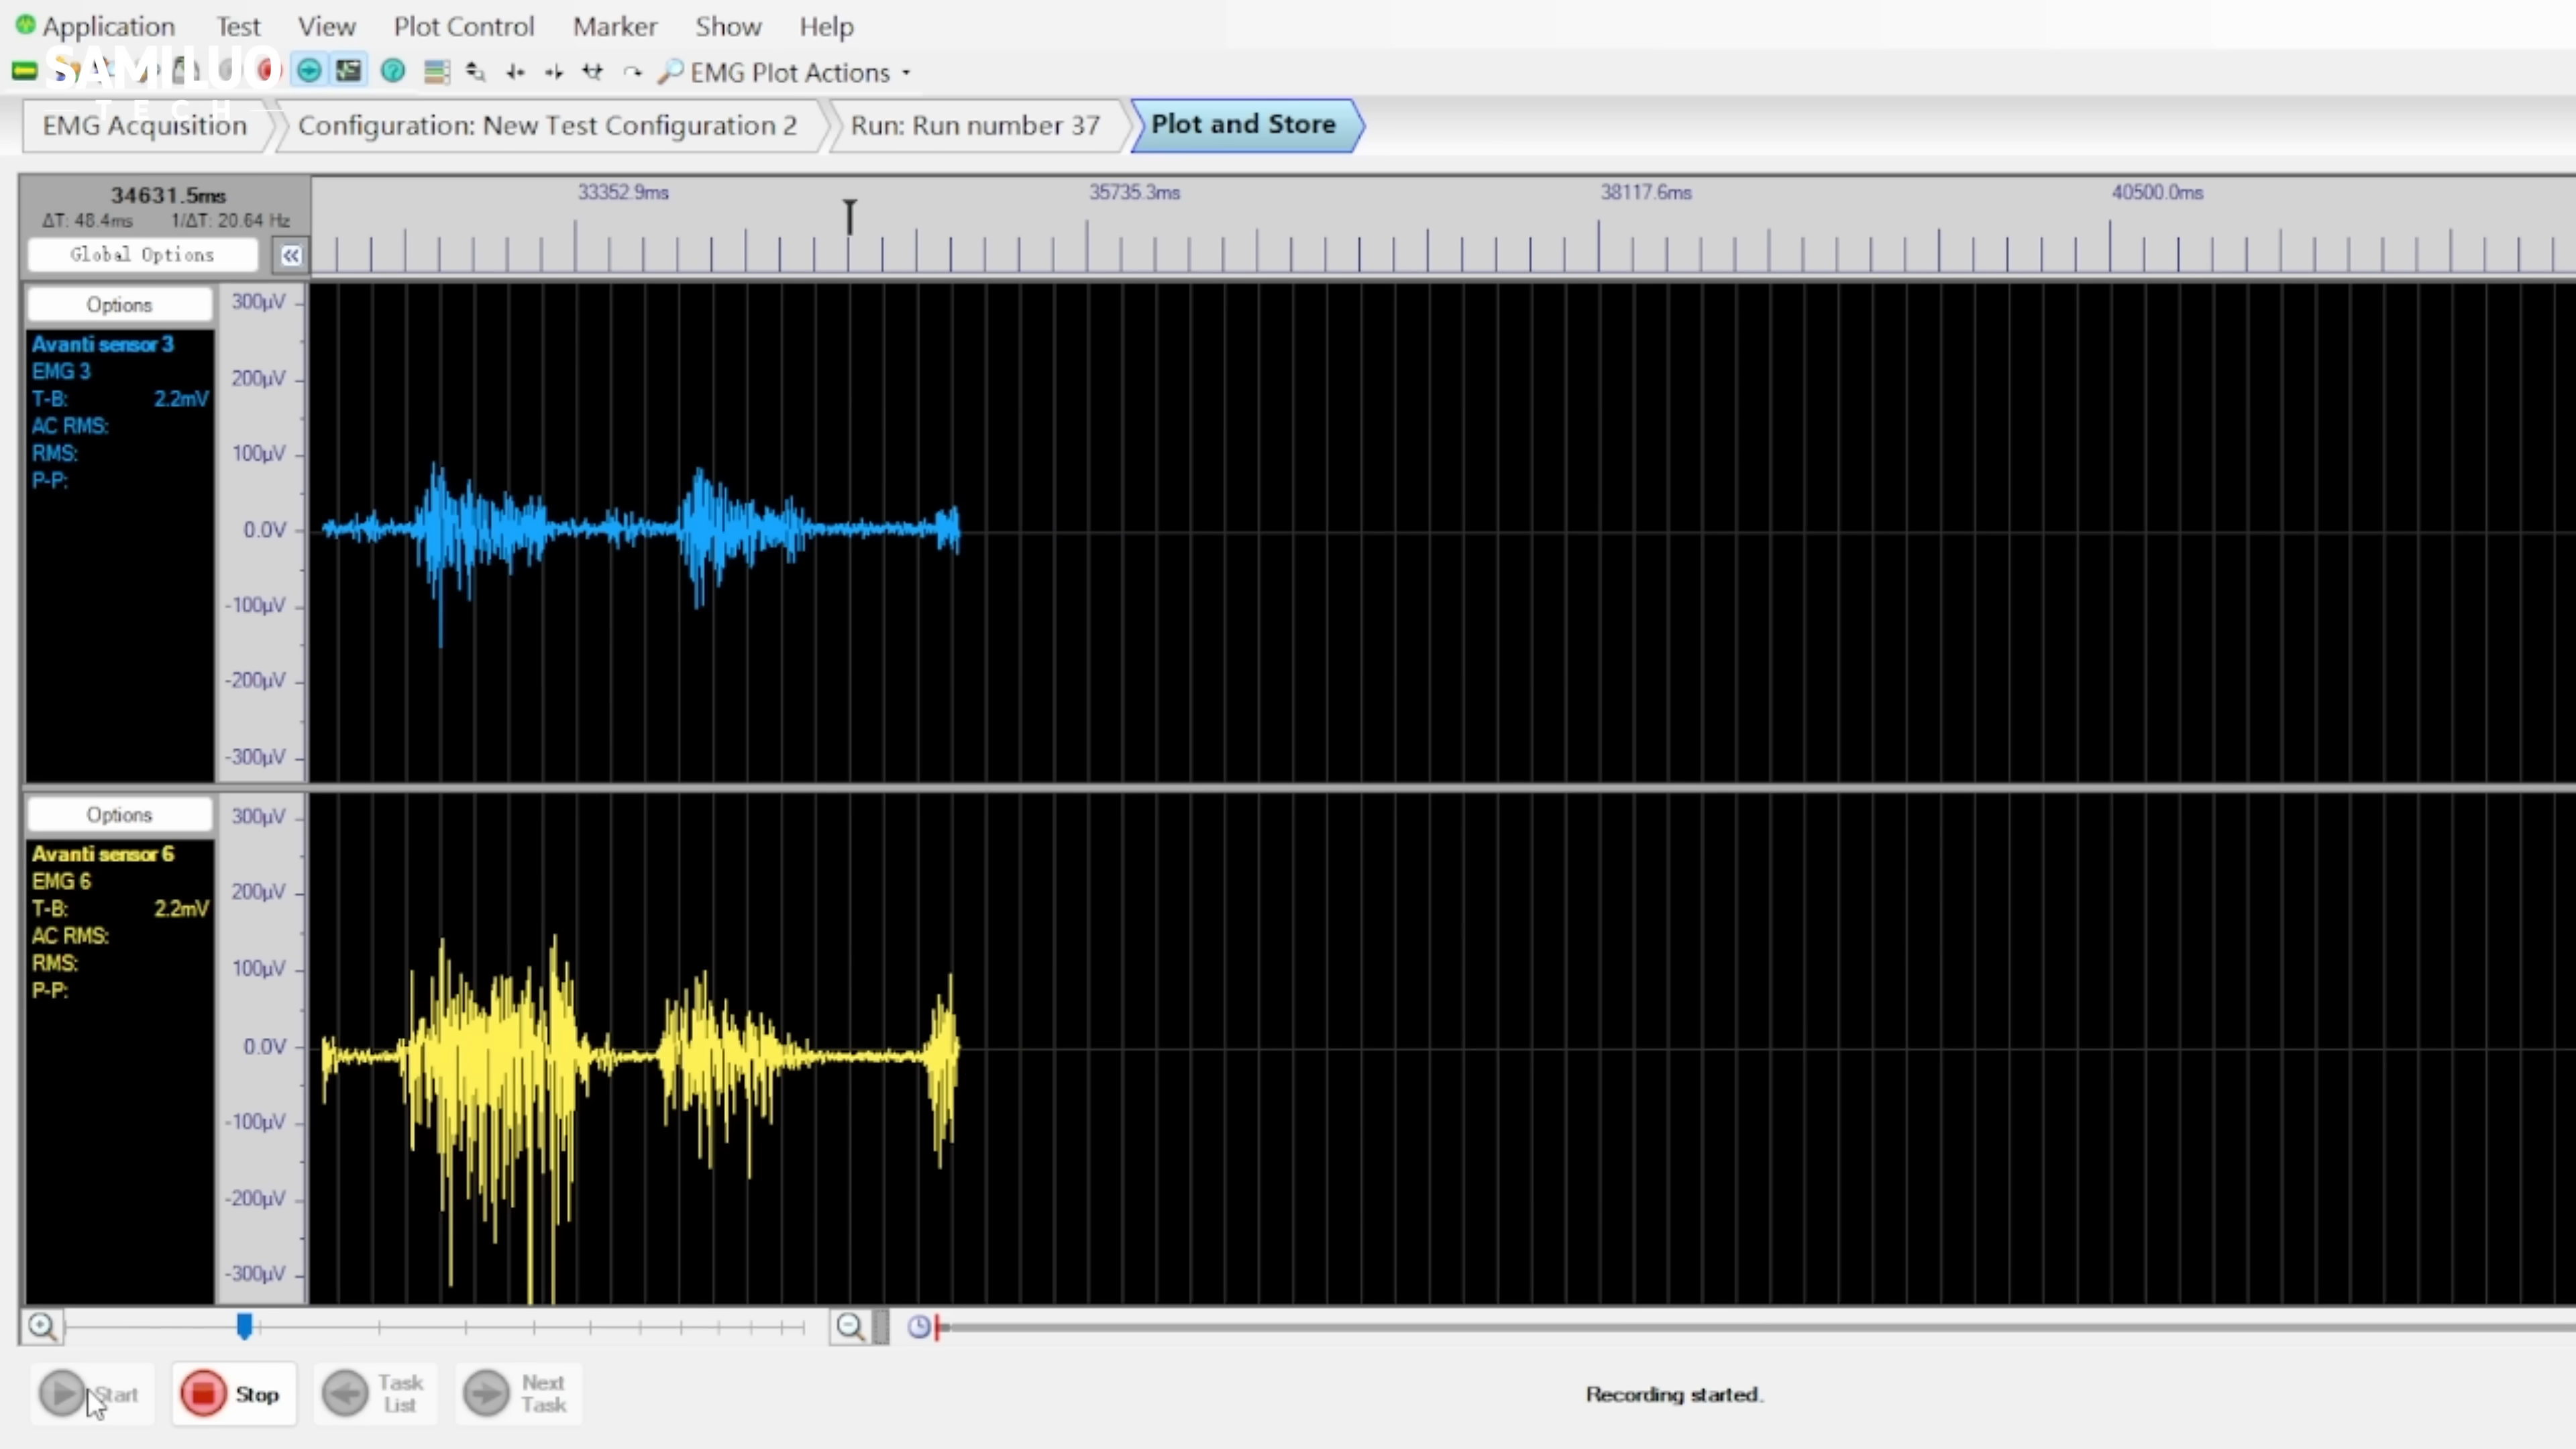 Application Test View Plot Control Marker Show Help
SAMI LUO
TECH
EMG Plot Actions
EMG Acquisition
Configuration: New Test Configuration 2
Run: Run number 37
Plot and Store
34631.5ms
ΔT: 48.4ms 1/ΔT: 20.64 Hz
Global Options
33352.9ms 35735.3ms 38117.6ms 40500.0ms
Options
Avanti sensor 3
EMG 3
T-B: 2.2mV
AC RMS:
RMS:
P-P:
300µV
200µV
100µV
0.0V
-100µV
-200µV
-300µV
Options
Avanti sensor 6
EMG 6
T-B: 2.2mV
AC RMS:
RMS:
P-P:
300µV
200µV
100µV
0.0V
-100µV
-200µV
-300µV
Start
Stop
Task
List
Next
Task
Recording started.